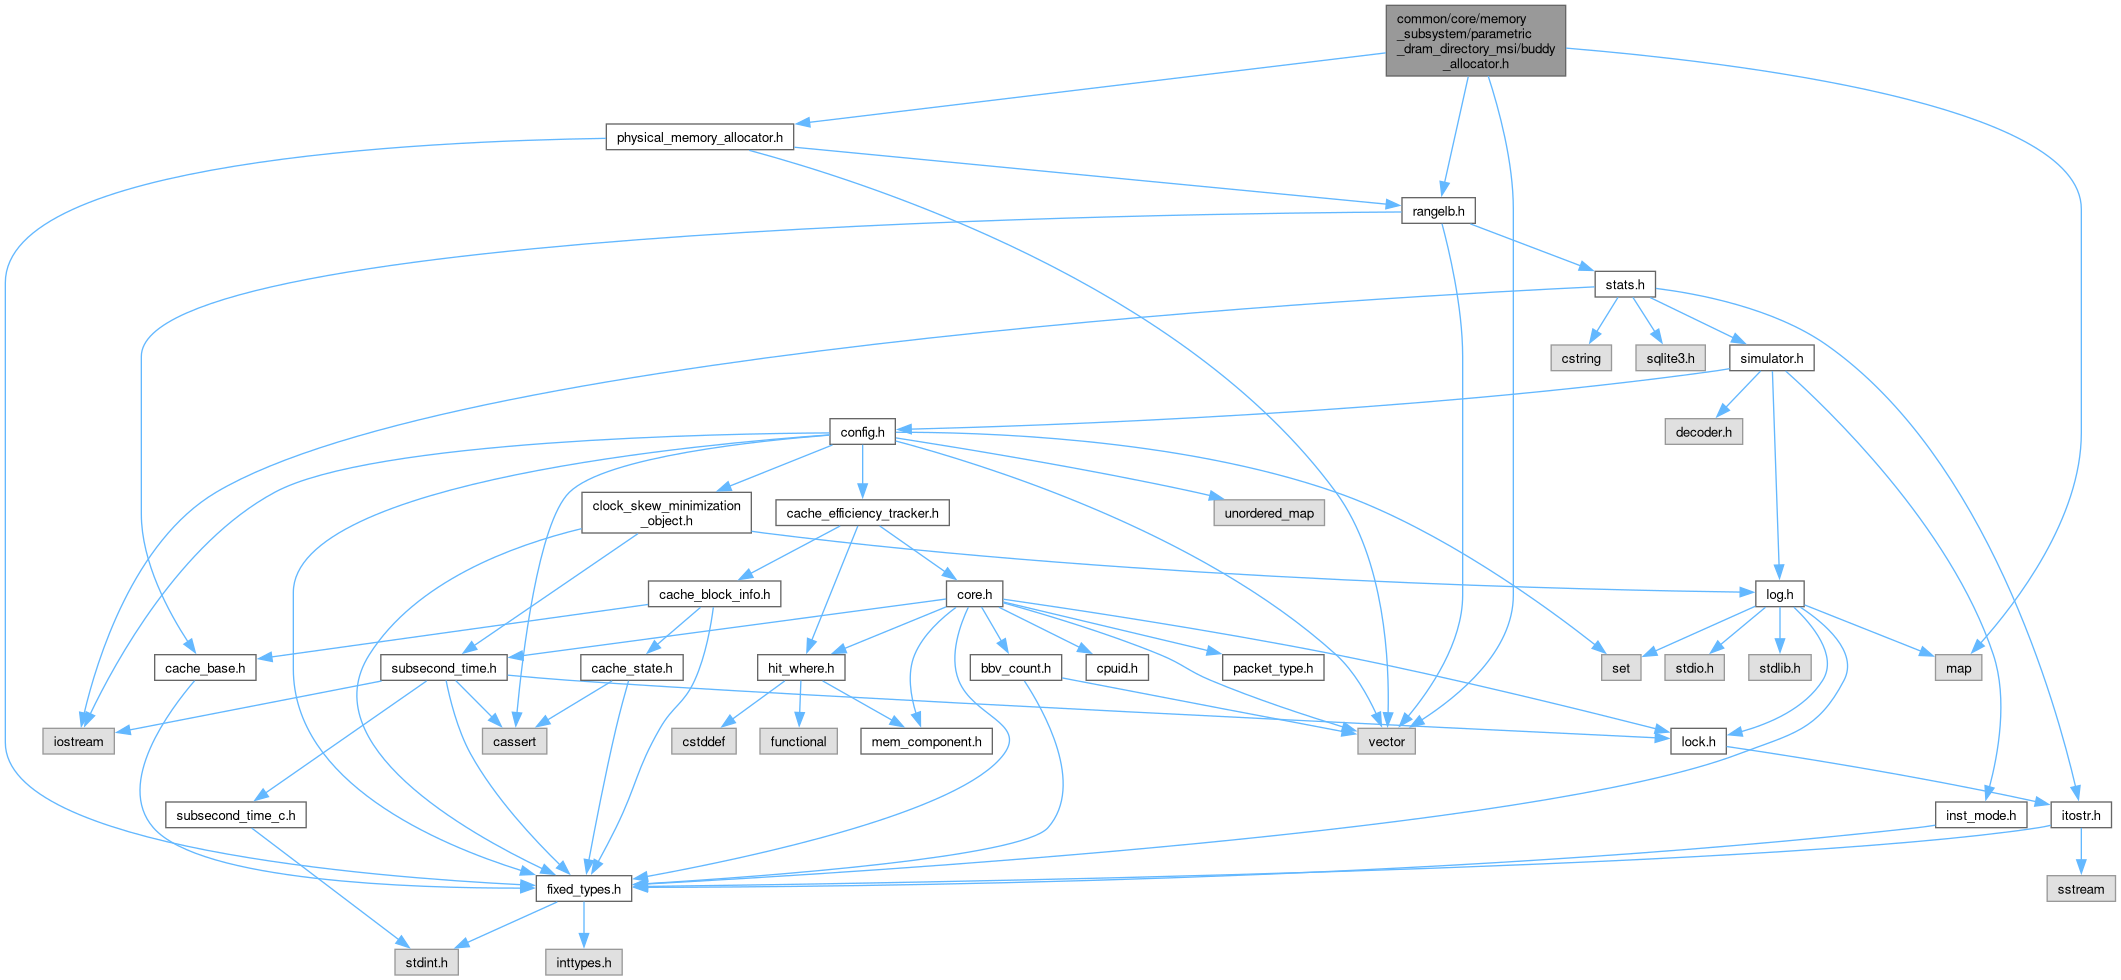 common/core/memory
_subsystem/parametric
_dram_directory_msi/buddy
_allocator.h
physical_memory_allocator.h
rangelb.h
stats.h
cstring
sqlite3.h
simulator.h
config.h
decoder.h
clock_skew_minimization
_object.h
cache_efficiency_tracker.h
unordered_map
cache_block_info.h
core.h
log.h
cache_base.h
subsecond_time.h
cache_state.h
hit_where.h
bbv_count.h
cpuid.h
packet_type.h
set
stdio.h
stdlib.h
map
iostream
cassert
cstddef
functional
mem_component.h
vector
lock.h
subsecond_time_c.h
inst_mode.h
itostr.h
fixed_types.h
sstream
stdint.h
inttypes.h